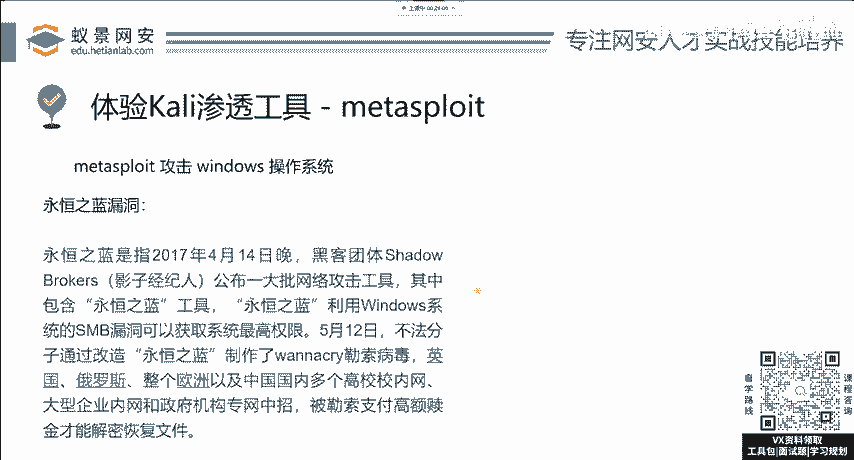 上课中 00:21:05
蚁景网安
edu.hetianlab.com
专注网安人才实战技能培养
体验Kali渗透工具 - metasploit
metasploit 攻击 windows 操作系统
永恒之蓝漏洞：
永恒之蓝是指2017年4月14日晚，黑客团体Shadow
Brokers（影子经纪人）公布一大批网络攻击工具，其中
包含“永恒之蓝”工具，“永恒之蓝”利用Windows系
统的SMB漏洞可以获取系统最高权限。5月12日，不法分
子通过改造“永恒之蓝”制作了wannacry勒索病毒，英
国、俄罗斯、整个欧洲以及中国国内多个高校校内网、
大型企业内网和政府机构专网中招，被勒索支付高额赎
金才能解密恢复文件。
自学路线
课程咨询
VX资料领取
工具包|面试题|学习规划